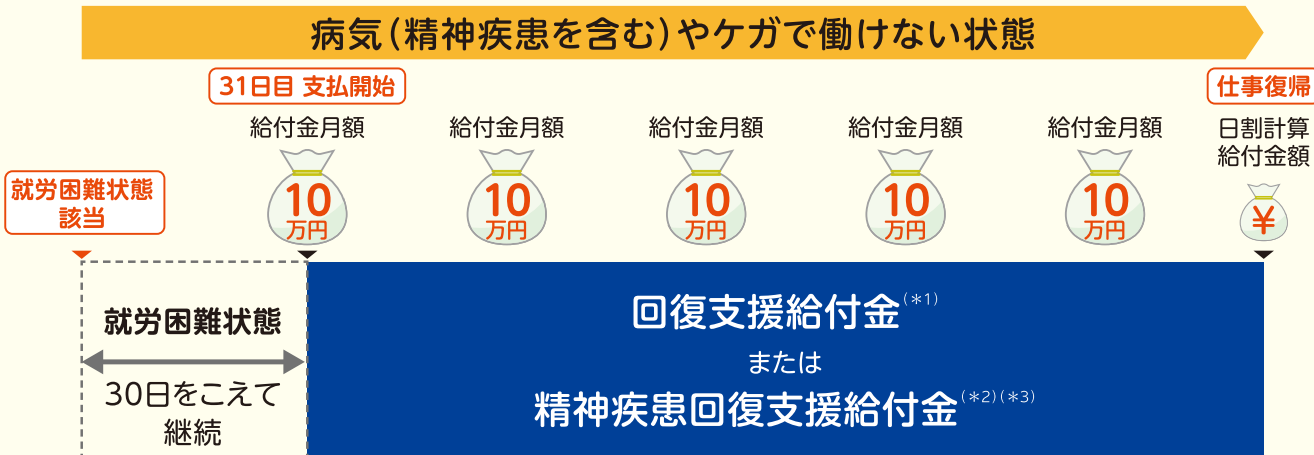 病気(精神疾患を含む)やケガで働けない状態
31日目 支払開始
仕事復帰
給付金月額
給付金月額
給付金月額
給付金月額
給付金月額
日割計算
給付金額
10
万円
10
万円
10
万円
10
万円
10
万円
¥
就労困難状態
該当
就労困難状態
30日をこえて
継続
回復支援給付金(*1)
または
精神疾患回復支援給付金(*2)(*3)